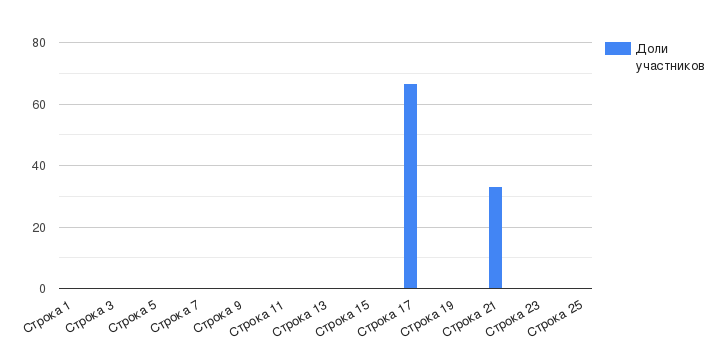 80
60
40
20
0
Доли
участников
Строка 1
Строка 3
Строка 5
Строка 7
Строка 9
Строка 11
Строка 13
Строка 15
Строка 17
Строка 19
Строка 21
Строка 23
Строка 25